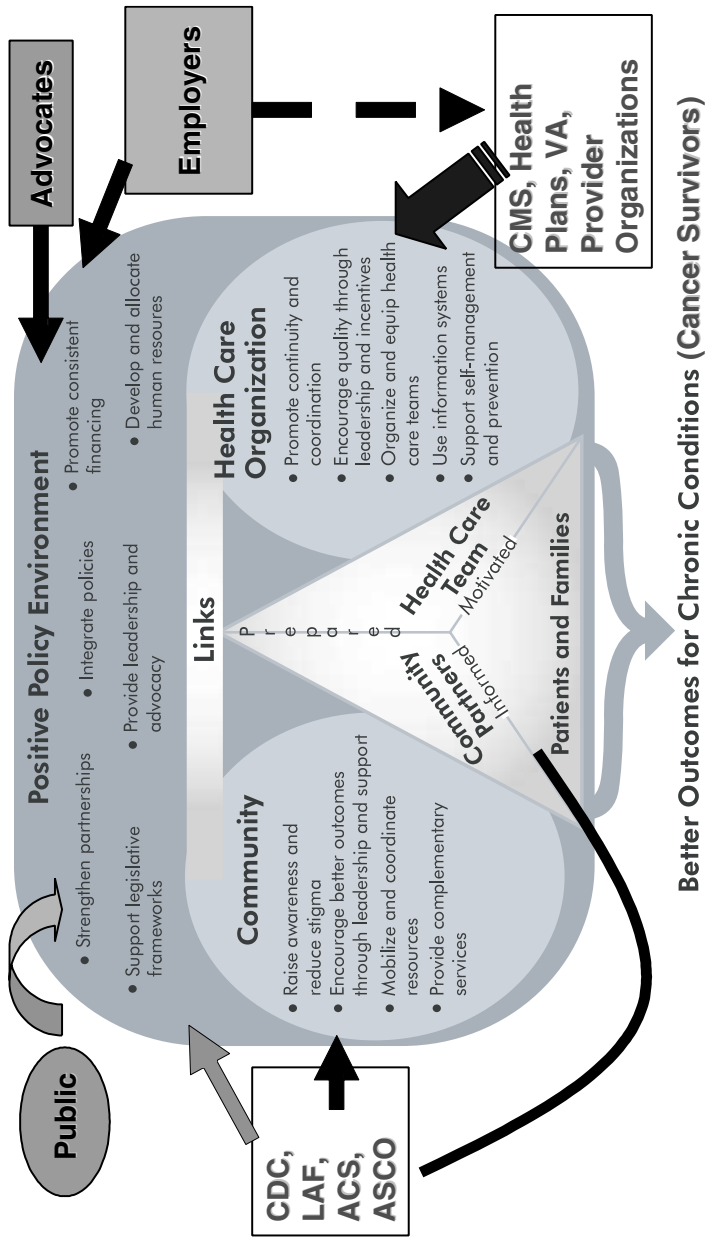 Public
Advocates
Employers
Positive Policy Environment
• Strengthen partnerships
• Support legislative
frameworks
• Integrate policies
• Provide leadership and
advocacy
• Promote consistent
financing
• Develop and allocate
human resoures
Links
Community
• Raise awareness and
reduce stigma
• Encourage better outcomes
through leadership and support
• Mobilize and coordinate
resources
• Provide complementary
services
Health Care
Organization
• Promote continuity and
coordination
• Encourage quality through
leadership and incentives
• Organize and equip health
care teams
• Use information systems
• Support self-management
and prevention
Prepared
Community
Partners
Informed
Health Care
Team
Motivated
Patients and Families
CDC,
LAF,
ACS,
ASCO
CMS, Health
Plans, VA,
Provider
Organizations
Better Outcomes for Chronic Conditions (Cancer Survivors)